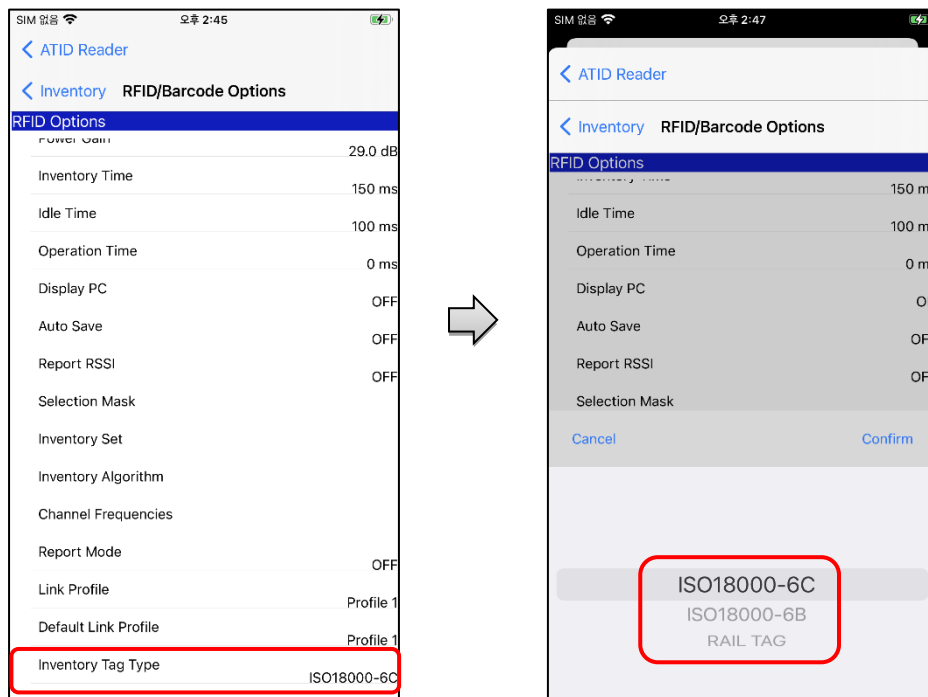 SIM 없음 오후 2:45
ATID Reader
Inventory RFID/Barcode Options
RFID Options
Power Gain
29.0 dB
Inventory Time
150 ms
Idle Time
100 ms
Operation Time
0 ms
Display PC
OFF
Auto Save
OFF
Report RSSI
OFF
Selection Mask
Inventory Set
Inventory Algorithm
Channel Frequencies
Report Mode
OFF
Link Profile
Profile 1
Default Link Profile
Profile 1
Inventory Tag Type
ISO18000-6C
SIM 없음 오후 2:47
ATID Reader
Inventory RFID/Barcode Options
RFID Options
150 m
Idle Time
100 m
Operation Time
0 m
Display PC
O
Auto Save
OF
Report RSSI
OF
Selection Mask
Cancel Confirm
ISO18000-6C
ISO18000-6B
RAIL TAG